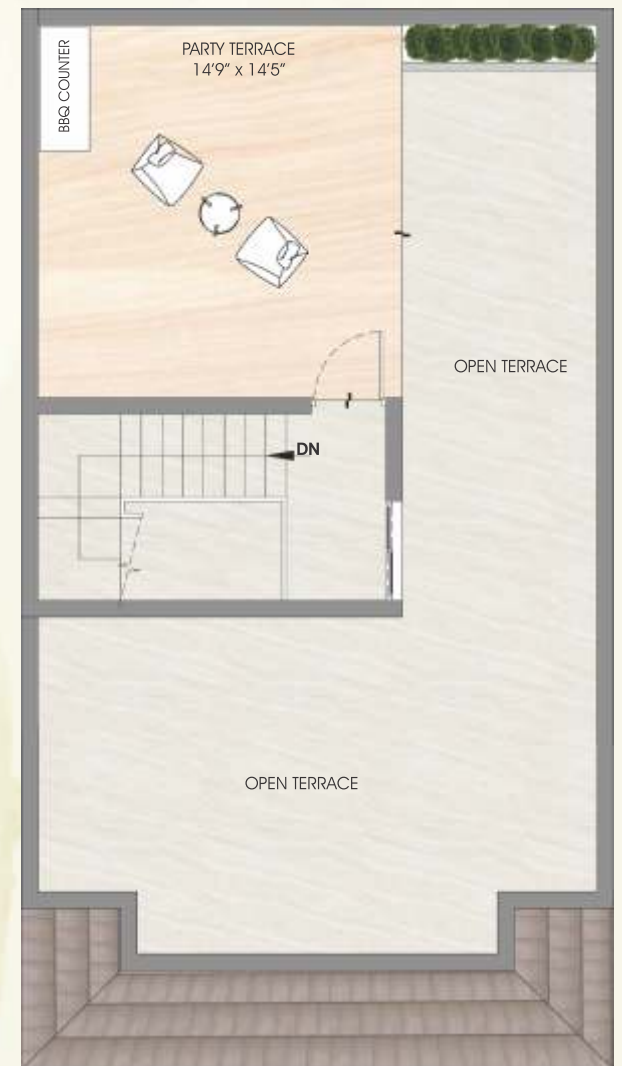 BBQ COUNTER
PARTY TERRACE
14'9" x 14'5"
OPEN TERRACE
DN
OPEN TERRACE